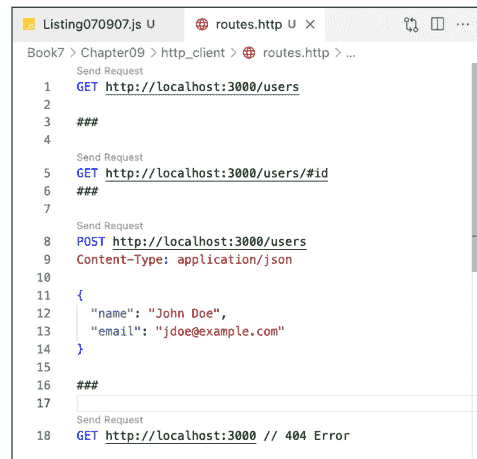 Listing070907.js U routes.http U
Book7 > Chapter09 > http_client > routes.http > ...
Send Request
1 GET http://localhost:3000/users
2
3 ###
4
Send Request
5 GET http://localhost:3000/users/#id
6 ###
7
Send Request
8 POST http://localhost:3000/users
9 Content-Type: application/json
10
11 {
12 "name": "John Doe",
13 "email": "jdoe@example.com"
14 }
15
16 ###
17
Send Request
18 GET http://localhost:3000 // 404 Error